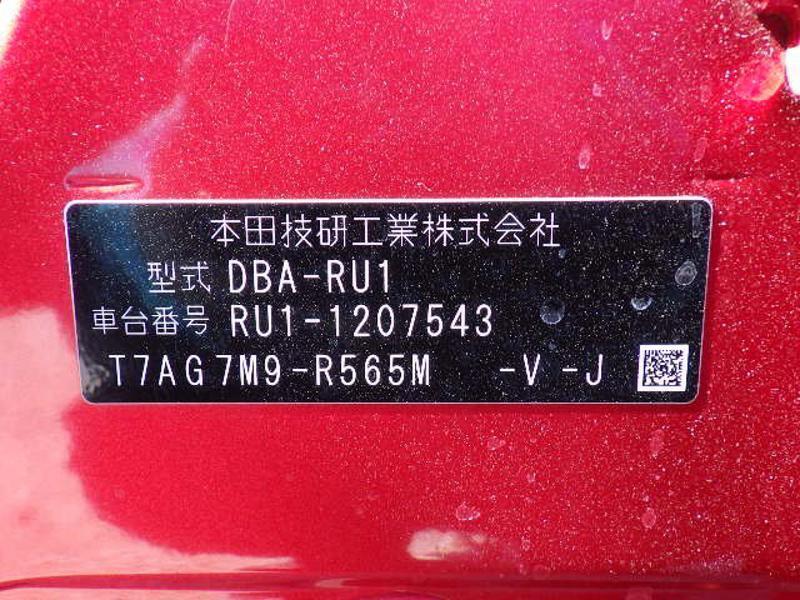 本田技研工業株式会社
型式 DBA-RU1
車台番号 RU1-1207543
T7AG7M9-R565M -V -J